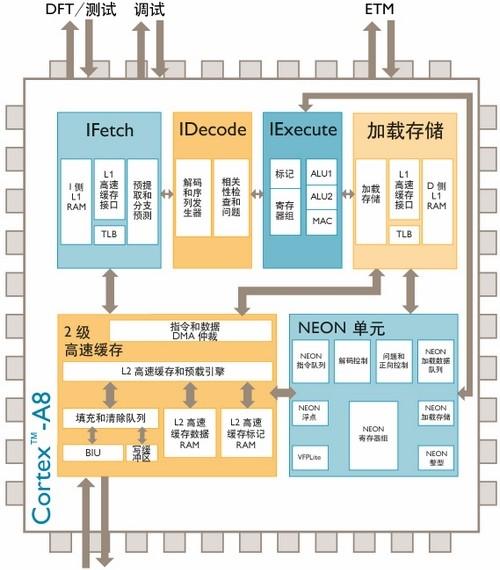 DFT/测试
调试
ETM
IFetch
I 侧
L1
RAM
L1
高速
缓存
接口
TLB
预提
取和
分支
预测
IDecode
解码
和序
列发
生器
相关
性检
查和
问题
IExecute
标记
寄存
器组
ALU1
ALU2
MAC
加载存储
加载
存储
L1
高速
缓存
接口
TLB
D 侧
L1
RAM
2 级
高速缓存
指令和数据
DMA 仲裁
L2 高速缓存和预载引擎
填充和清除队列
BIU
写缓
冲区
L2 高速
缓存数据
RAM
L2 高速
缓存标记
RAM
NEON 单元
NEON
指令队列
解码控制
问题和
正向控制
NEON
加载数据
队列
NEON
浮点
VFPLite
NEON
寄存器组
NEON
加载存储
NEON
整型
Cortex™-A8